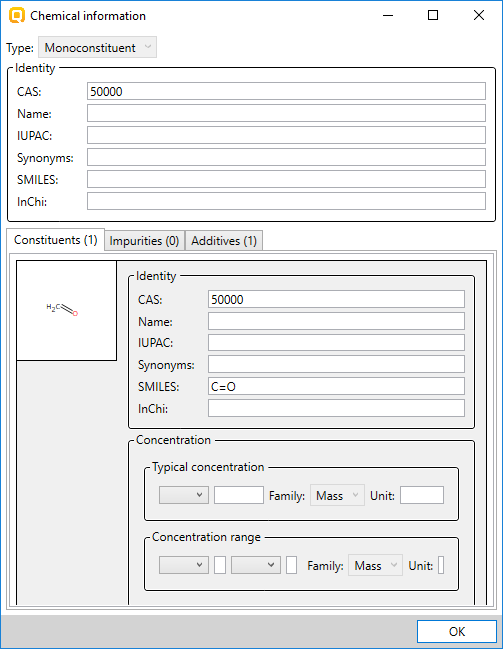 Chemical information
Type: Monoconstituent
Identity
CAS: 50000
Name:
IUPAC:
Synonyms:
SMILES:
InChi:
Constituents (1) Impurities (0) Additives (1)
H2C O
Identity
CAS: 50000
Name:
IUPAC:
Synonyms:
SMILES: C=O
InChi:
Concentration
Typical concentration
Family: Mass Unit:
Concentration range
Family: Mass Unit:
OK